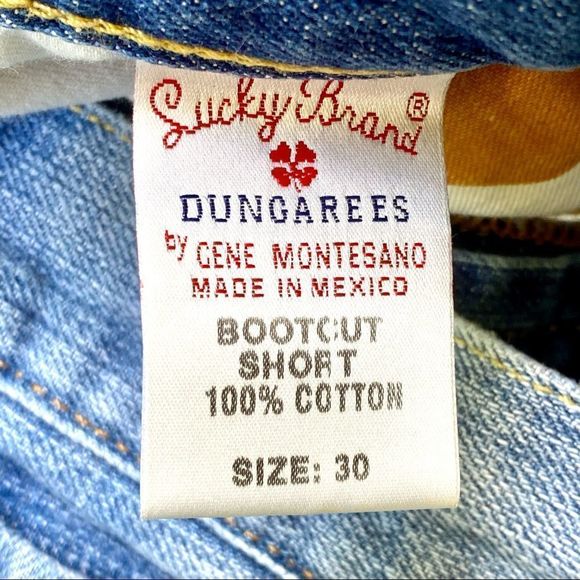 Lucky Brand®
DUNGAREES
by GENE MONTESANO
MADE IN MEXICO
BOOTCUT
SHORT
100% COTTON
SIZE: 30